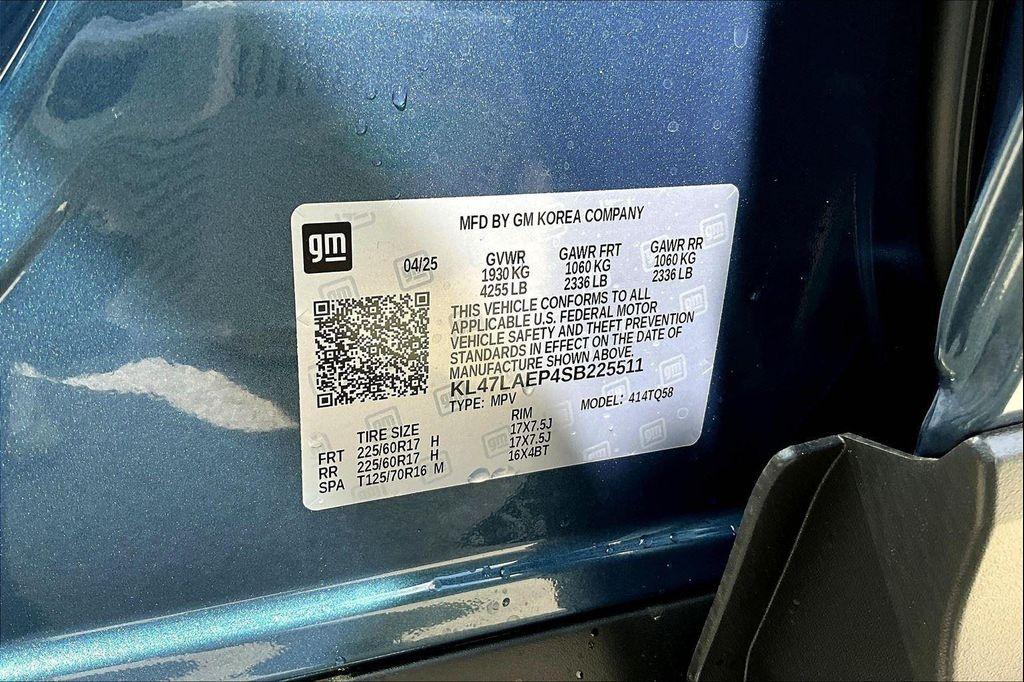 gm
MFD BY GM KOREA COMPANY
04/25
GVWR
1930 KG
4255 LB
GAWR FRT
1060 KG
2336 LB
GAWR RR
1060 KG
2336 LB
THIS VEHICLE CONFORMS TO ALL
APPLICABLE U.S. FEDERAL MOTOR
VEHICLE SAFETY AND THEFT PREVENTION
STANDARDS IN EFFECT ON THE DATE OF
MANUFACTURE SHOWN ABOVE.
KL47LAEP4SB225511
TYPE: MPV MODEL: 414TQ58
TIRE SIZE RIM
FRT 225/60R17 H 17X7.5J
RR 225/60R17 H 17X7.5J
SPA T125/70R16 M 16X4BT